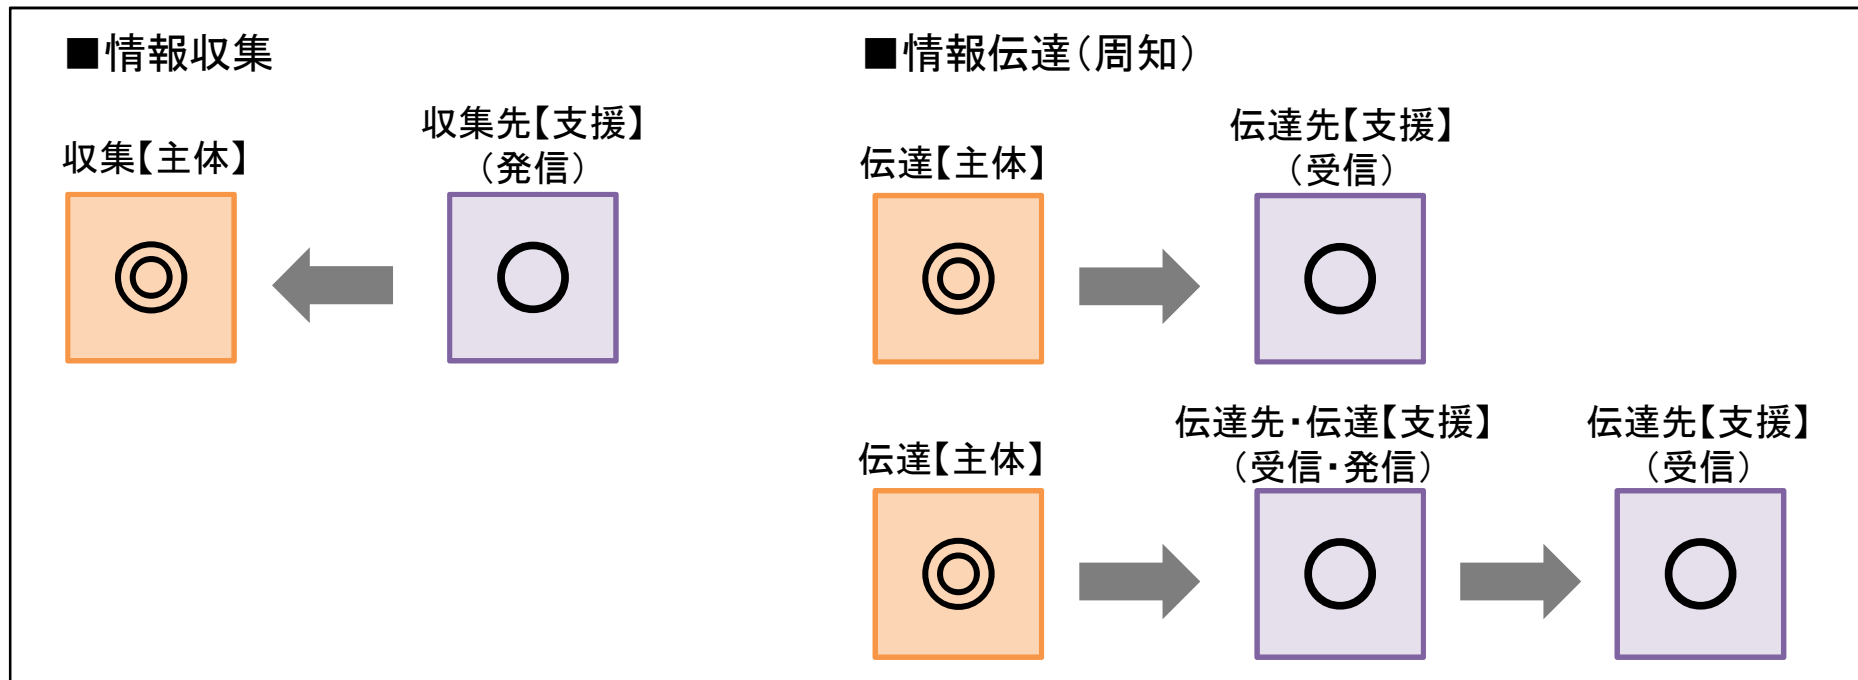 ■情報収集
収集【主体】
収集先【支援】
（発信）
◎
○
■情報伝達（周知）
伝達【主体】
伝達先【支援】
（受信）
◎
○
伝達【主体】
伝達先・伝達【支援】
（受信・発信）
伝達先【支援】
（受信）
◎
○
○